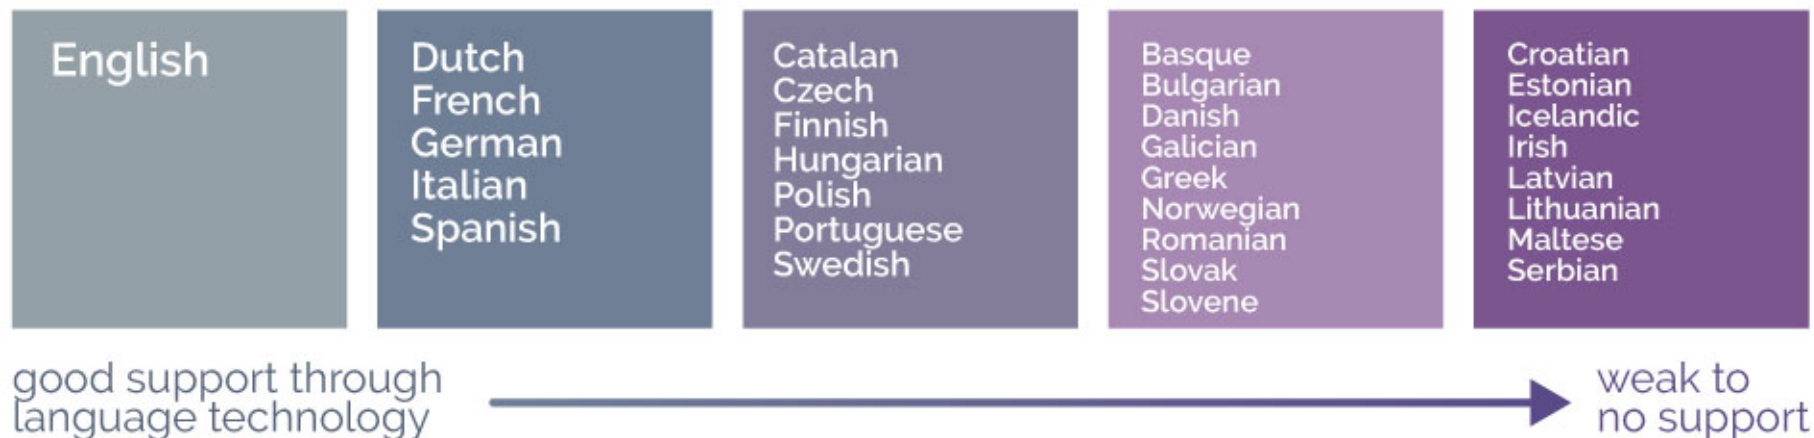 English
Dutch
French
German
Italian
Spanish
Catalan
Czech
Finnish
Hungarian
Polish
Portuguese
Swedish
Basque
Bulgarian
Danish
Galician
Greek
Norwegian
Romanian
Slovak
Slovene
Croatian
Estonian
Icelandic
Irish
Latvian
Lithuanian
Maltese
Serbian
good support through
language technology
weak to
no support